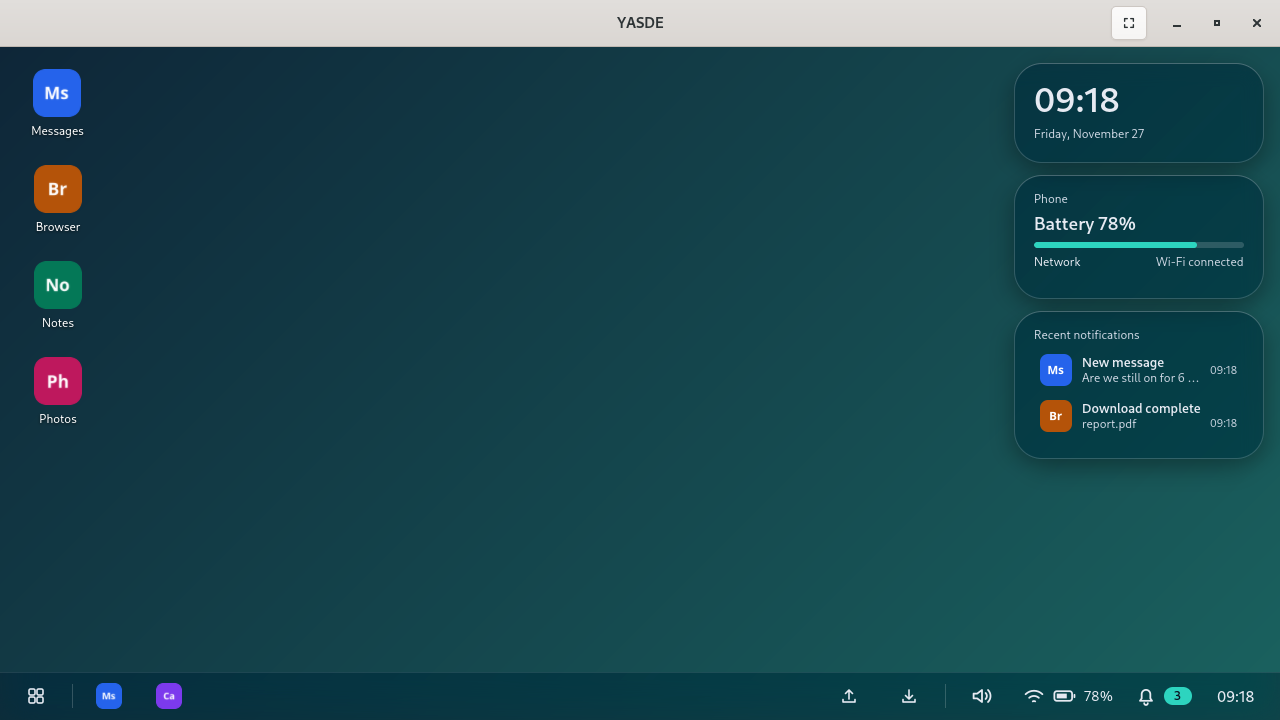 YASDE
Ms
Messages
Br
Browser
No
Notes
Ph
Photos
09:18
Friday, November 27
Phone
Battery 78%
Network Wi-Fi connected
Recent notifications
Ms New message
Are we still on for 6 … 09:18
Br Download complete
report.pdf 09:18
Ms Ca 78% 3 09:18